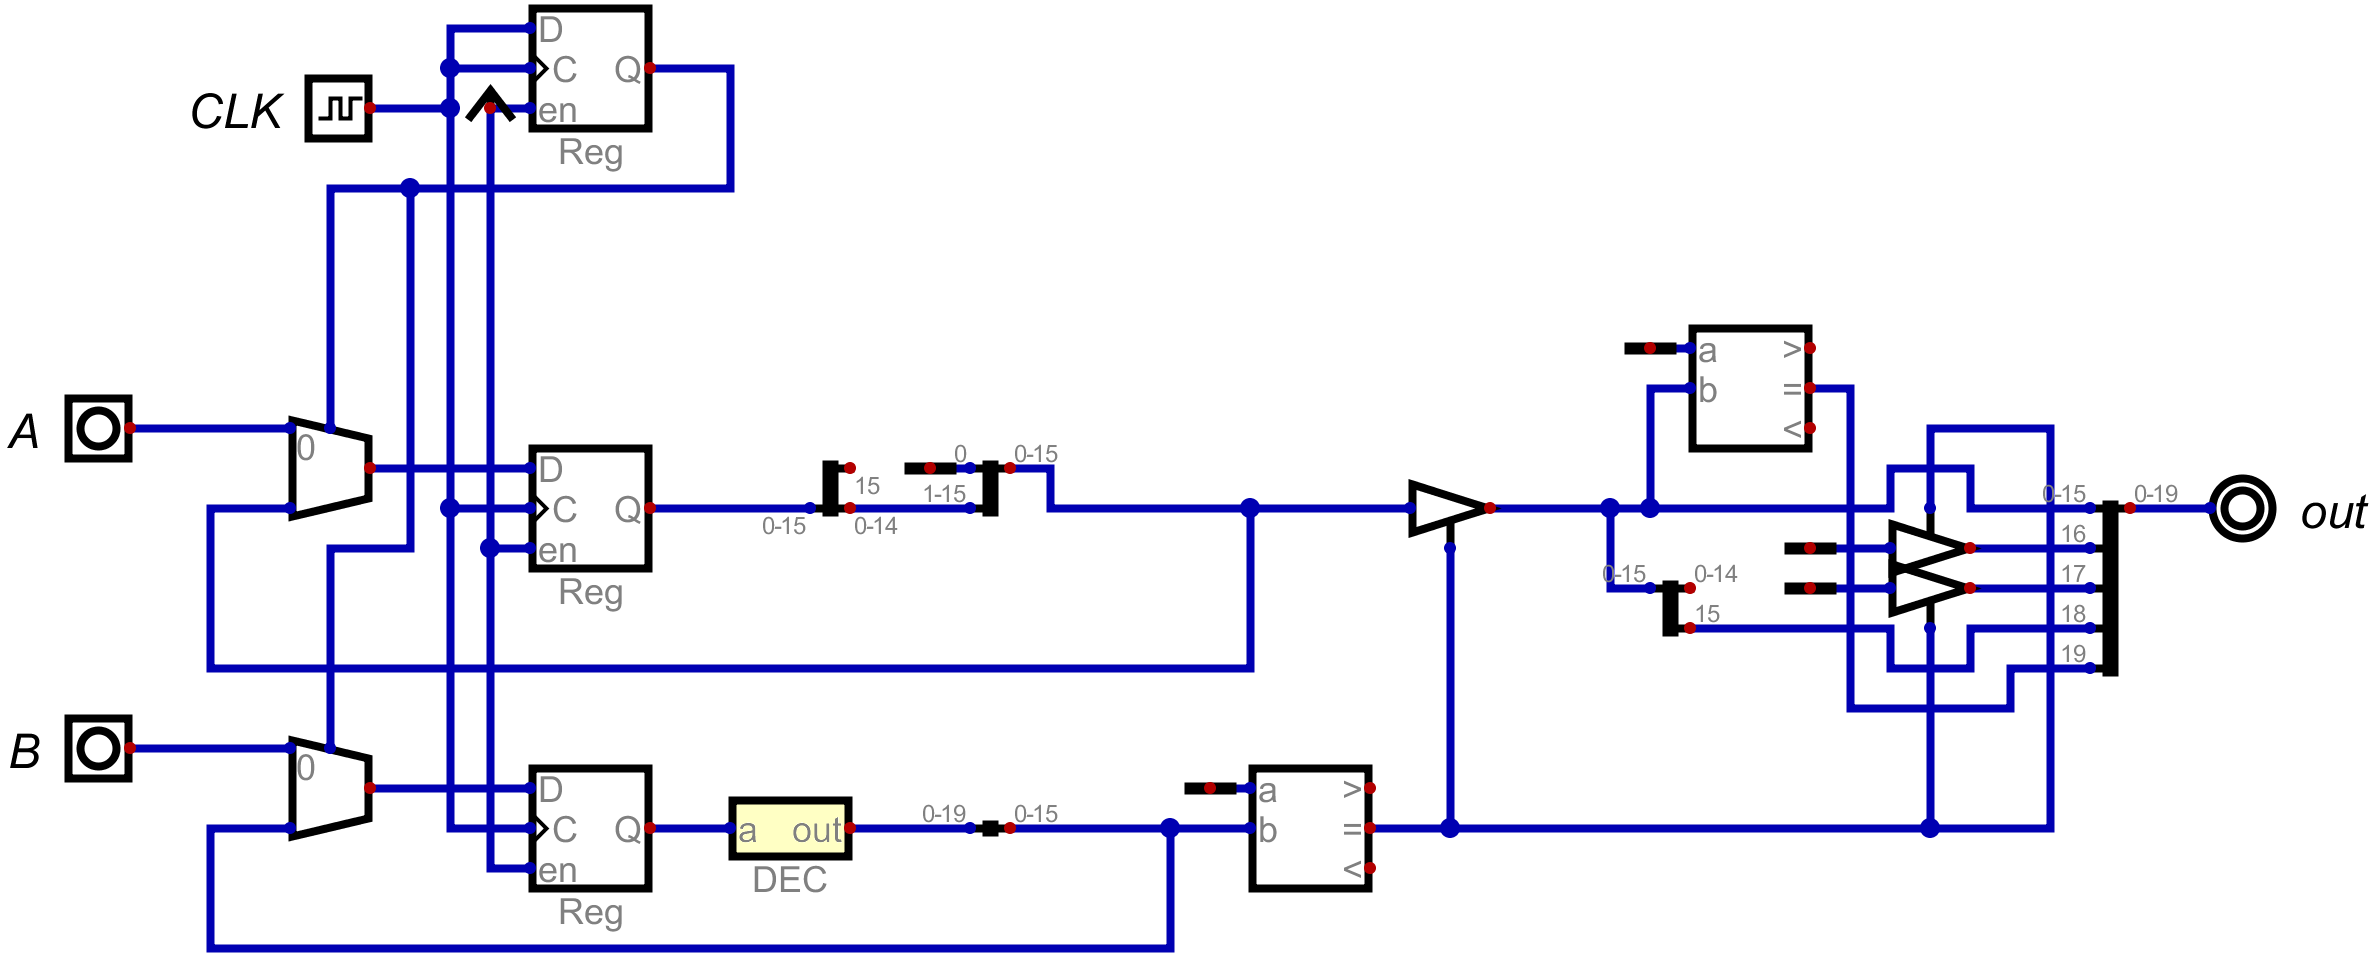 D
C Q
en
Reg
CLK
A
0
D
C Q
en
Reg
0-15
15
0-14
0
1-15
0-15
a >
b =
<
0-15
0-14
15
0-15
16
17
18
19
0-19
out
B
0
D
C Q
en
Reg
a out
DEC
0-19
0-15
a >
b =
<